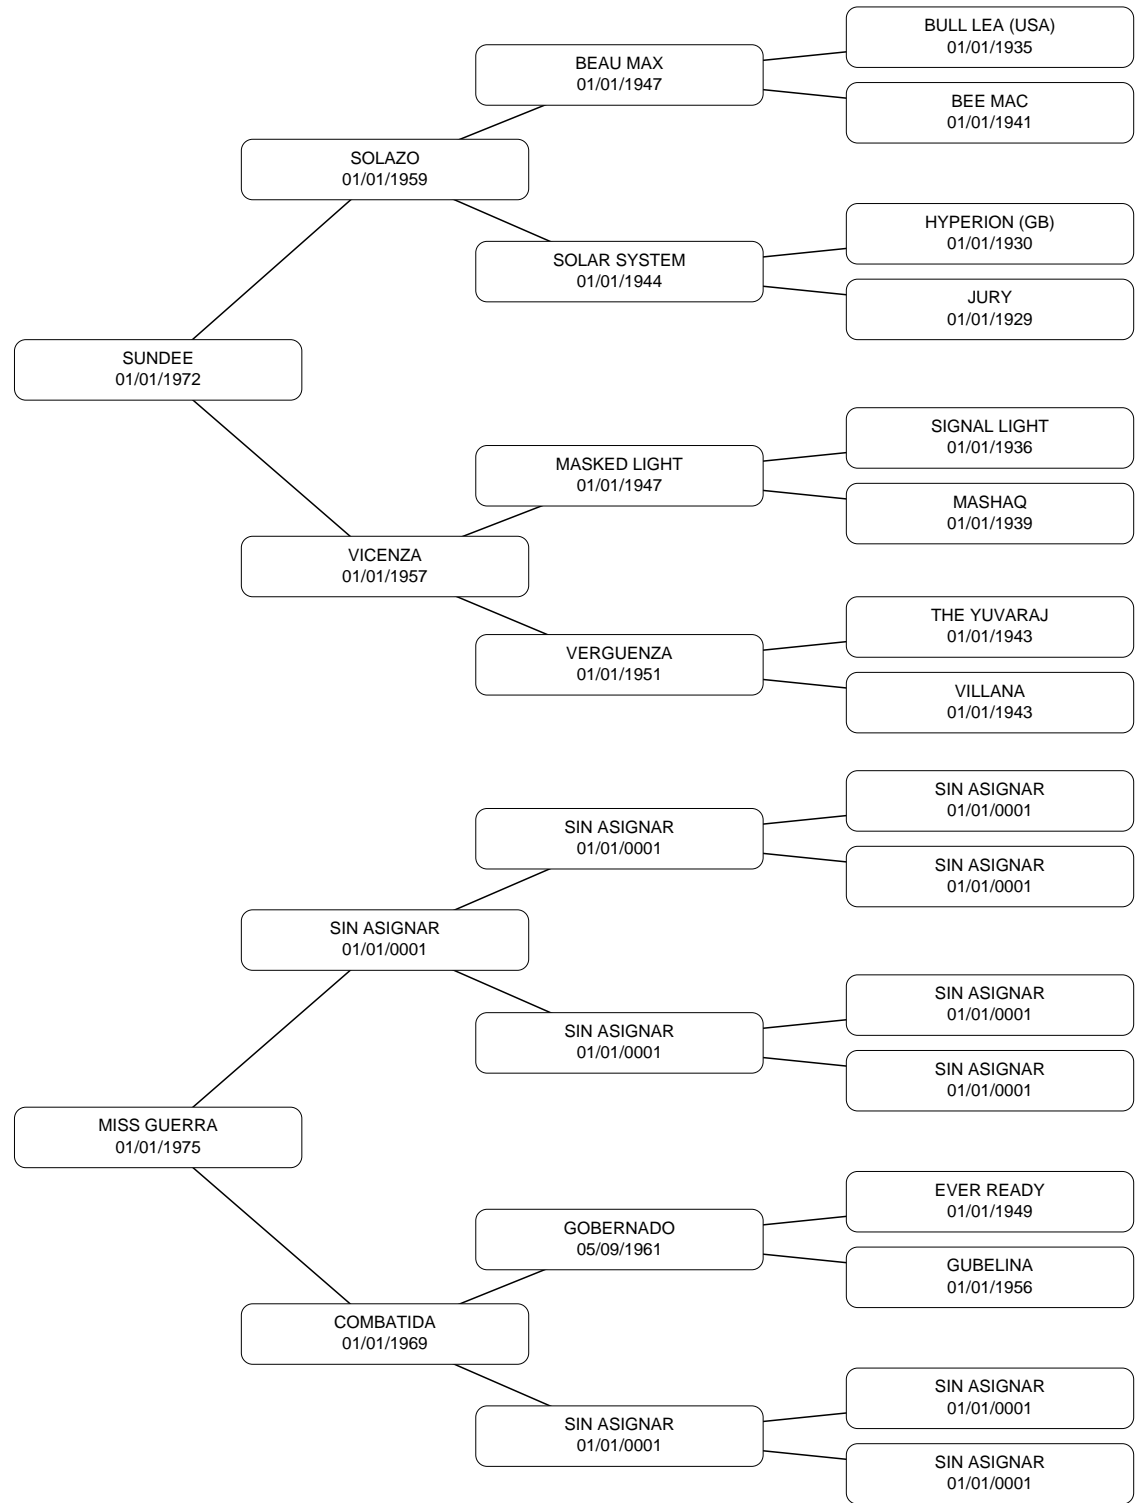 BULL LEA (USA)
01/01/1935
BEAU MAX
01/01/1947
BEE MAC
01/01/1941
SOLAZO
01/01/1959
HYPERION (GB)
01/01/1930
SOLAR SYSTEM
01/01/1944
JURY
01/01/1929
SUNDEE
01/01/1972
SIGNAL LIGHT
01/01/1936
MASKED LIGHT
01/01/1947
MASHAQ
01/01/1939
VICENZA
01/01/1957
THE YUVARAJ
01/01/1943
VERGUENZA
01/01/1951
VILLANA
01/01/1943
SIN ASIGNAR
01/01/0001
SIN ASIGNAR
01/01/0001
SIN ASIGNAR
01/01/0001
SIN ASIGNAR
01/01/0001
SIN ASIGNAR
01/01/0001
SIN ASIGNAR
01/01/0001
SIN ASIGNAR
01/01/0001
MISS GUERRA
01/01/1975
EVER READY
01/01/1949
GOBERNADO
05/09/1961
GUBELINA
01/01/1956
COMBATIDA
01/01/1969
SIN ASIGNAR
01/01/0001
SIN ASIGNAR
01/01/0001
SIN ASIGNAR
01/01/0001